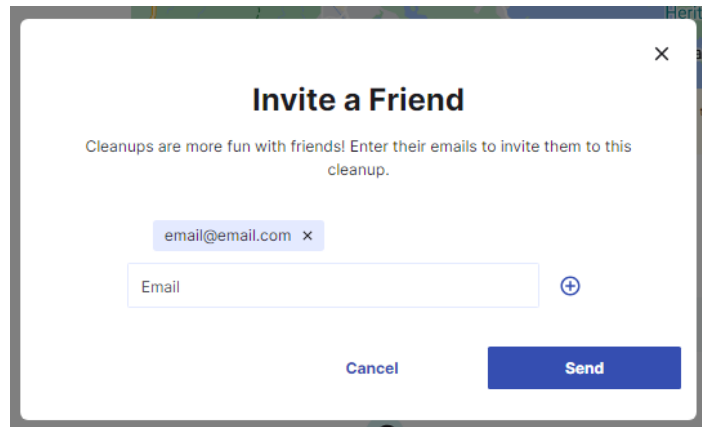 Herit
×
Invite a Friend
Cleanups are more fun with friends! Enter their emails to invite them to this
cleanup.
email@email.com ×
Email
Cancel Send